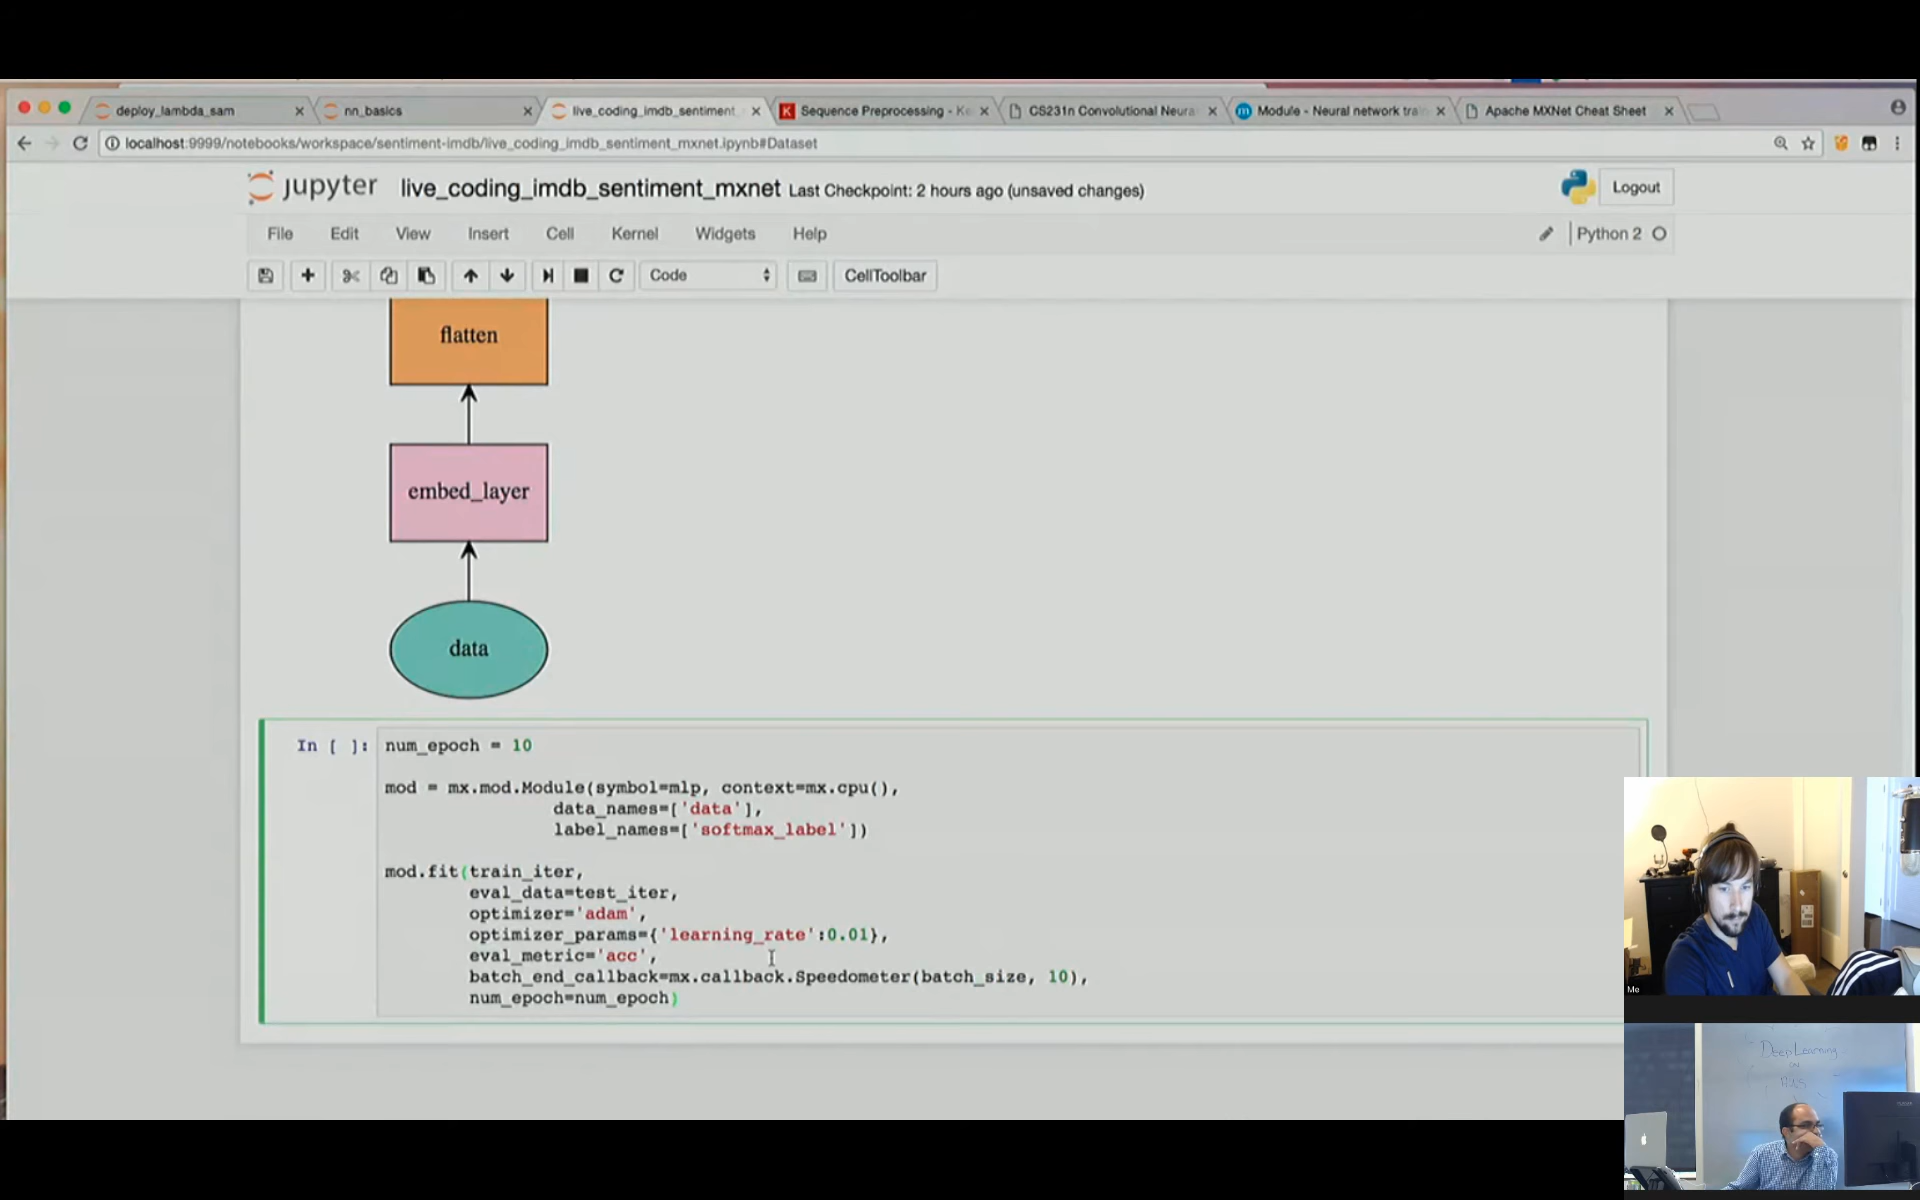 deploy_lambda_sam
nn_basics
live_coding_imdb_sentiment_
Sequence Preprocessing - Ke
CS231n Convolutional Neura
Module - Neural network train
Apache MXNet Cheat Sheet
localhost:9999/notebooks/workspace/sentiment-imdb/live_coding_imdb_sentiment_mxnet.ipynb#Dataset
jupyter live_coding_imdb_sentiment_mxnet Last Checkpoint: 2 hours ago (unsaved changes)
Logout
File Edit View Insert Cell Kernel Widgets Help
Python 2
Code
CellToolbar
flatten
embed_layer
data
In [ ]: num_epoch = 10
mod = mx.mod.Module(symbol=mlp, context=mx.cpu(),
data_names=['data'],
label_names=['softmax_label'])
mod.fit(train_iter,
eval_data=test_iter,
optimizer='adam',
optimizer_params={'learning_rate':0.01},
eval_metric='acc',
batch_end_callback=mx.callback.Speedometer(batch_size, 10),
num_epoch=num_epoch)
Me
Deep Learning
on
AWS